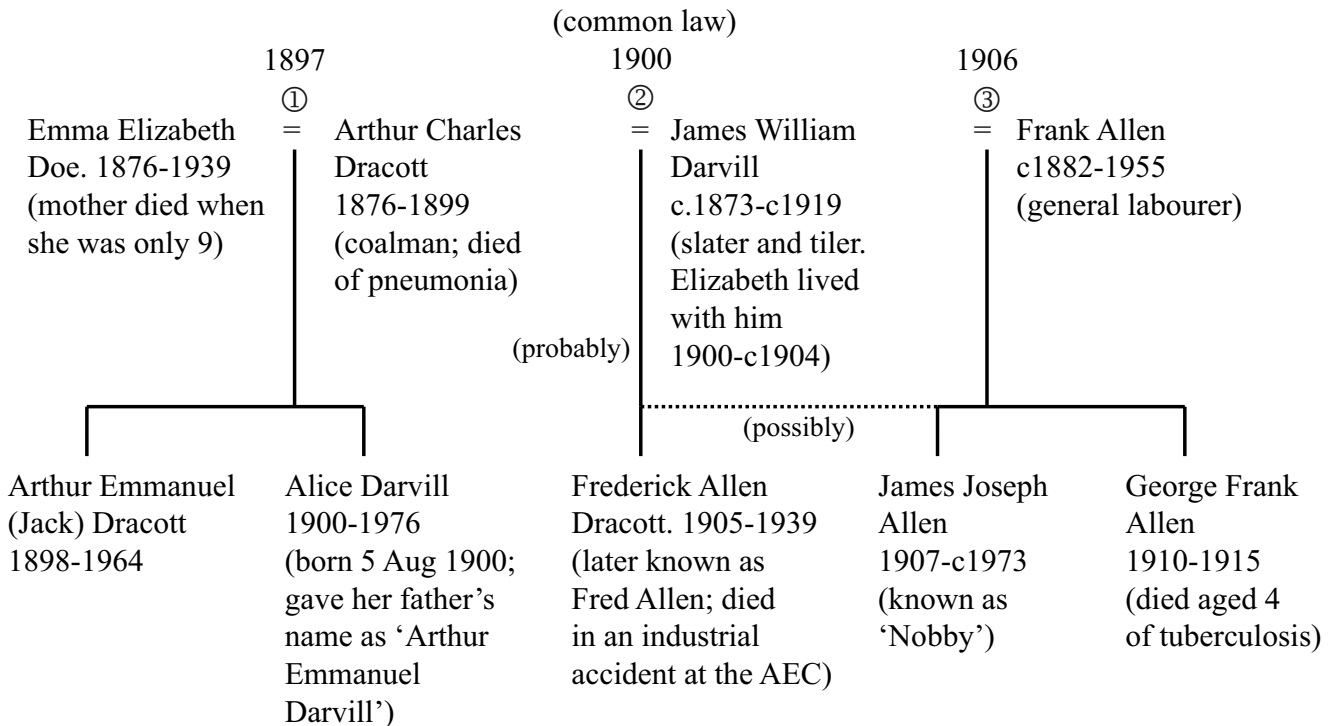 (common law)
1897
1900
1906
①
②
③
Emma Elizabeth
Doe. 1876-1939
(mother died when
she was only 9)
=
Arthur Charles
Dracott
1876-1899
(coalman; died
of pneumonia)
=
James William
Darvill
c.1873-c1919
(slater and tiler.
Elizabeth lived
with him
1900-c1904)
=
Frank Allen
c1882-1955
(general labourer)
(probably)
(possibly)
Arthur Emmanuel
(Jack) Dracott
1898-1964
Alice Darvill
1900-1976
(born 5 Aug 1900;
gave her father’s
name as ‘Arthur
Emmanuel
Darvill’)
Frederick Allen
Dracott. 1905-1939
(later known as
Fred Allen; died
in an industrial
accident at the AEC)
James Joseph
Allen
1907-c1973
(known as
‘Nobby’)
George Frank
Allen
1910-1915
(died aged 4
of tuberculosis)